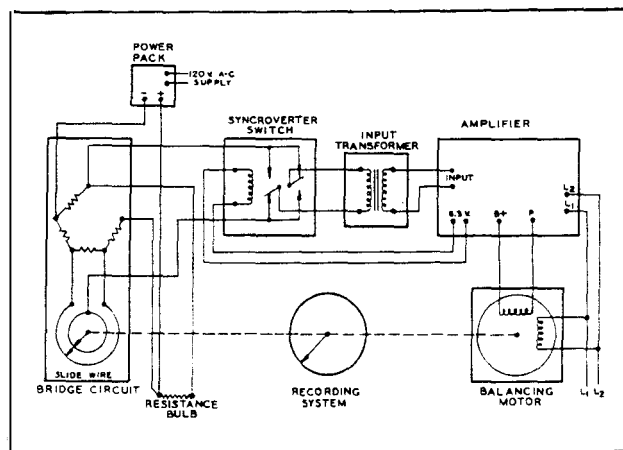 POWER
PACK
120V. A-C
SUPPLY
- +
SYNCROVERTER
SWITCH
INPUT
TRANSFORMER
AMPLIFIER
INPUT
L2
L1
6.3 V.
B+
P
SLIDE WIRE
BRIDGE CIRCUIT
RESISTANCE
BULB
RECORDING
SYSTEM
BALANCING
MOTOR
L1 L2